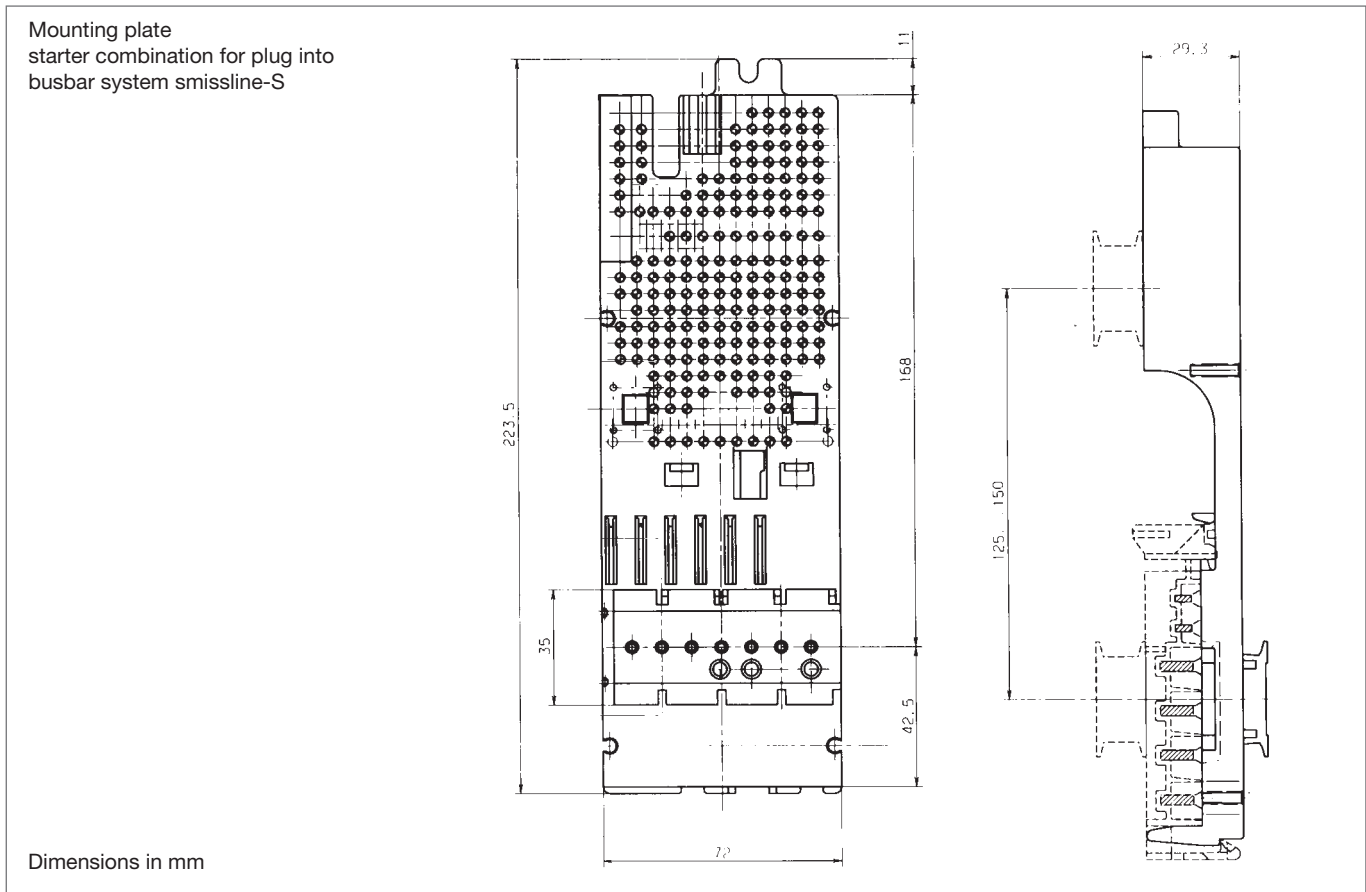 Mounting plate
starter combination for plug into
busbar system smissline-S
11
29.3
168
223.5
125. .150
35
42.5
72
Dimensions in mm